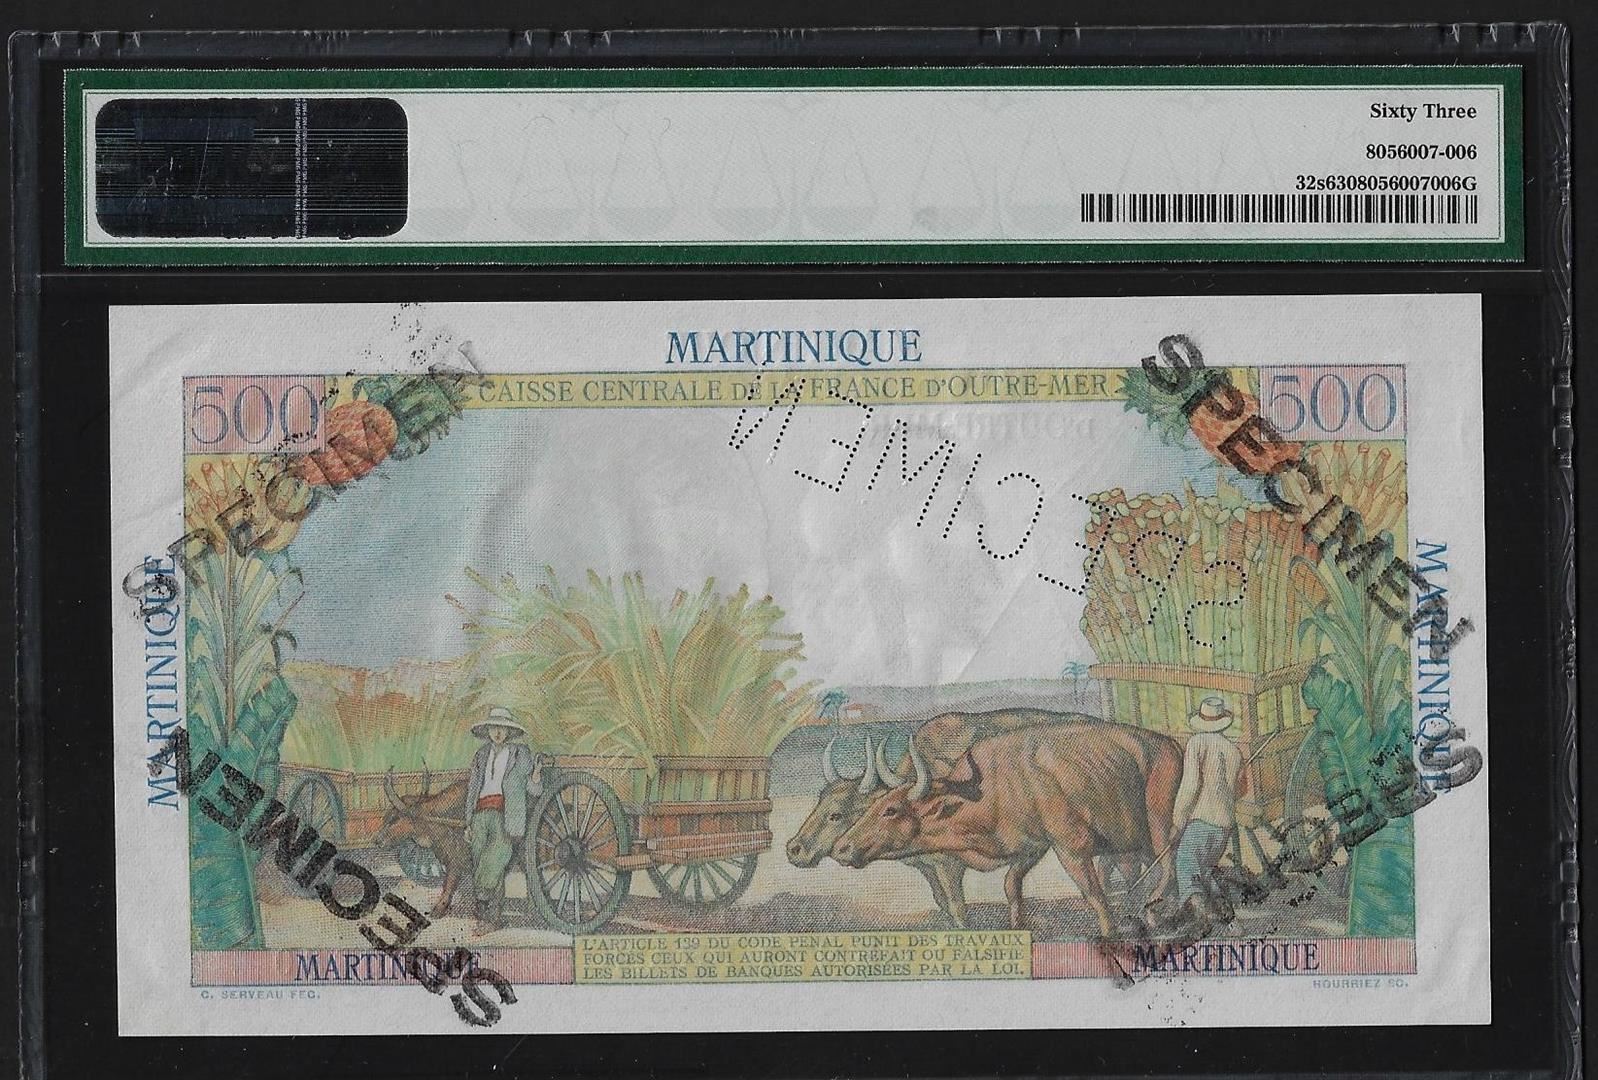 Sixty Three
8056007-006
32s6308056007006G
MARTINIQUE
500
CAISSE CENTRALE DE LA FRANCE D'OUTRE-MER
500
SPECIMEN
SPECIMEN
SPECIMEN
MARTINIQUE
MARTINIQUE
SPECIMEN
SPECIMEN
L'ARTICLE 139 DU CODE PENAL PUNIT DES TRAVAUX
FORCES CEUX QUI AURONT CONTREFAIT OU FALSIFIE
LES BILLETS DE BANQUES AUTORISÉES PAR LA LOI.
MARTINIQUE
MARTINIQUE
C. SERVEAU FEC.
HOURRIEZ SC.